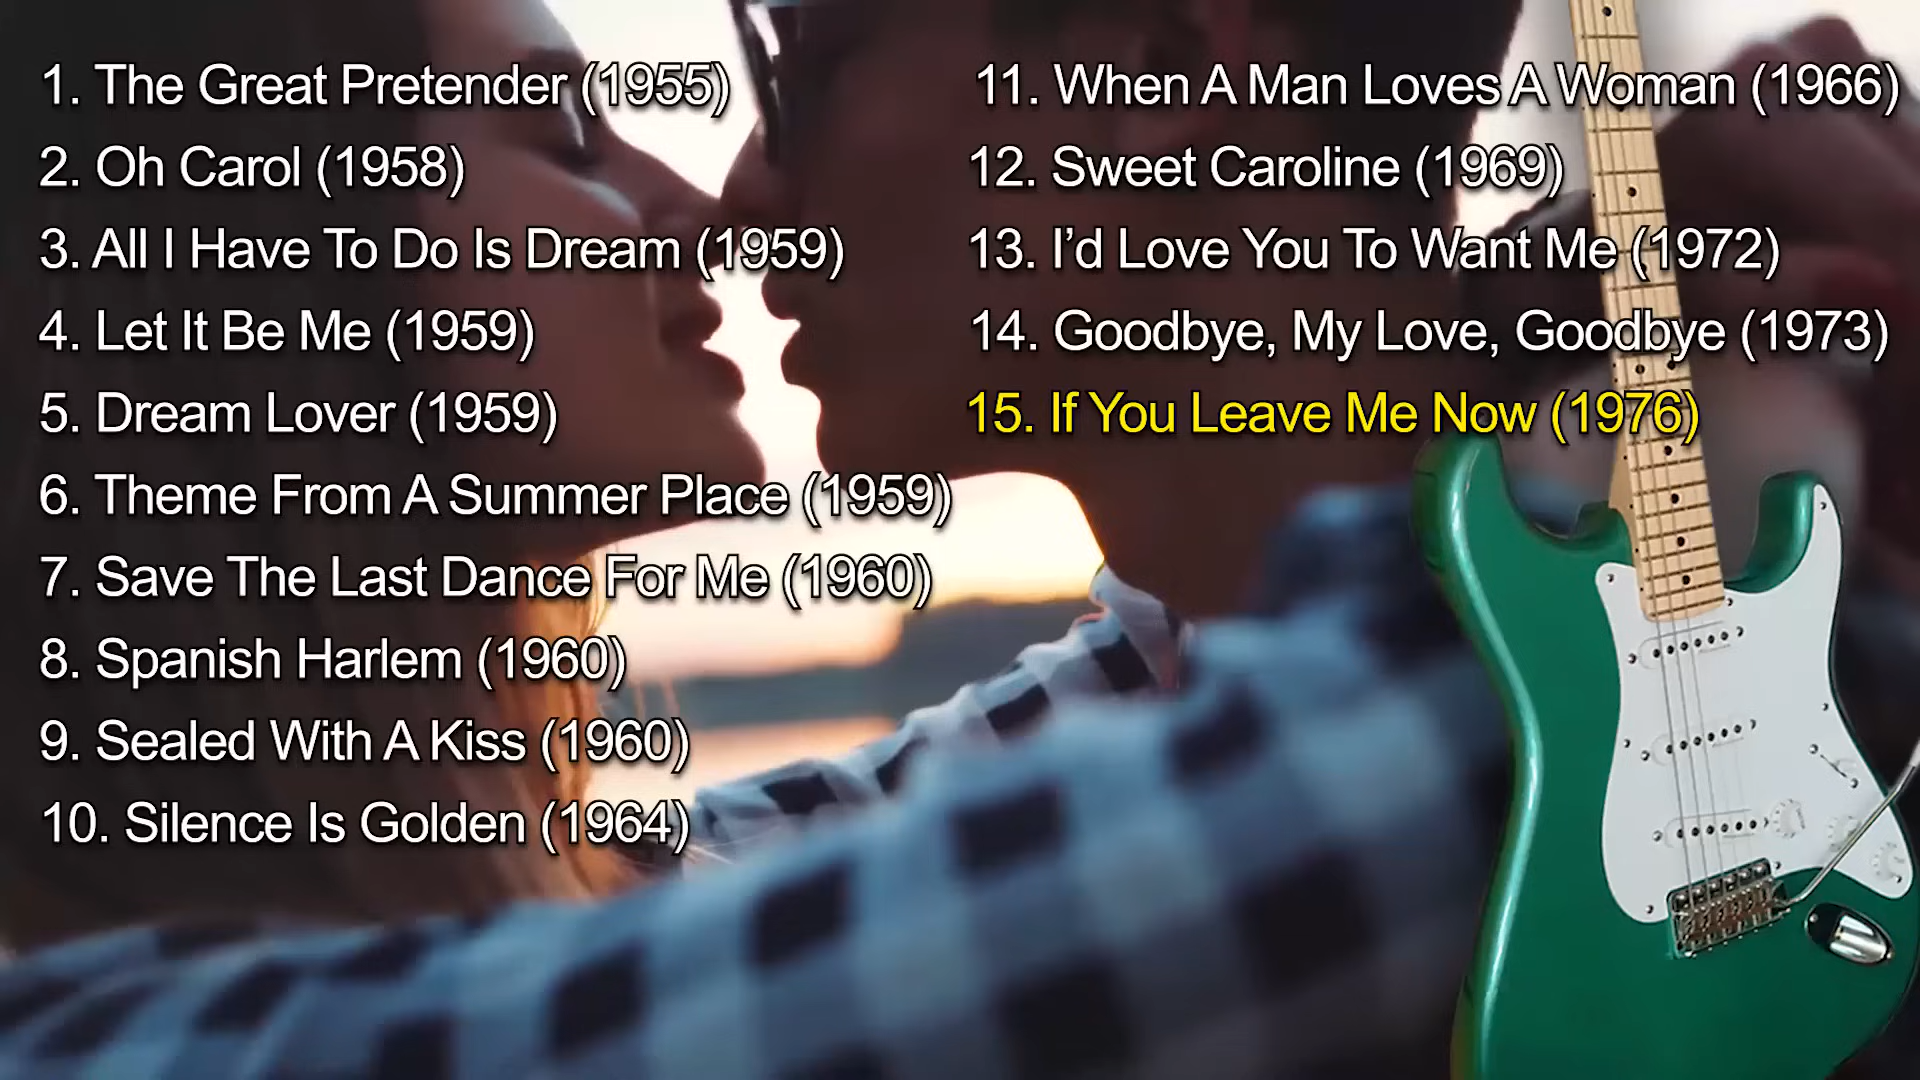 1. The Great Pretender (1955)
2. Oh Carol (1958)
3. All I Have To Do Is Dream (1959)
4. Let It Be Me (1959)
5. Dream Lover (1959)
6. Theme From A Summer Place (1959)
7. Save The Last Dance For Me (1960)
8. Spanish Harlem (1960)
9. Sealed With A Kiss (1960)
10. Silence Is Golden (1964)
11. When A Man Loves A Woman (1966)
12. Sweet Caroline (1969)
13. I’d Love You To Want Me (1972)
14. Goodbye, My Love, Goodbye (1973)
15. If You Leave Me Now (1976)